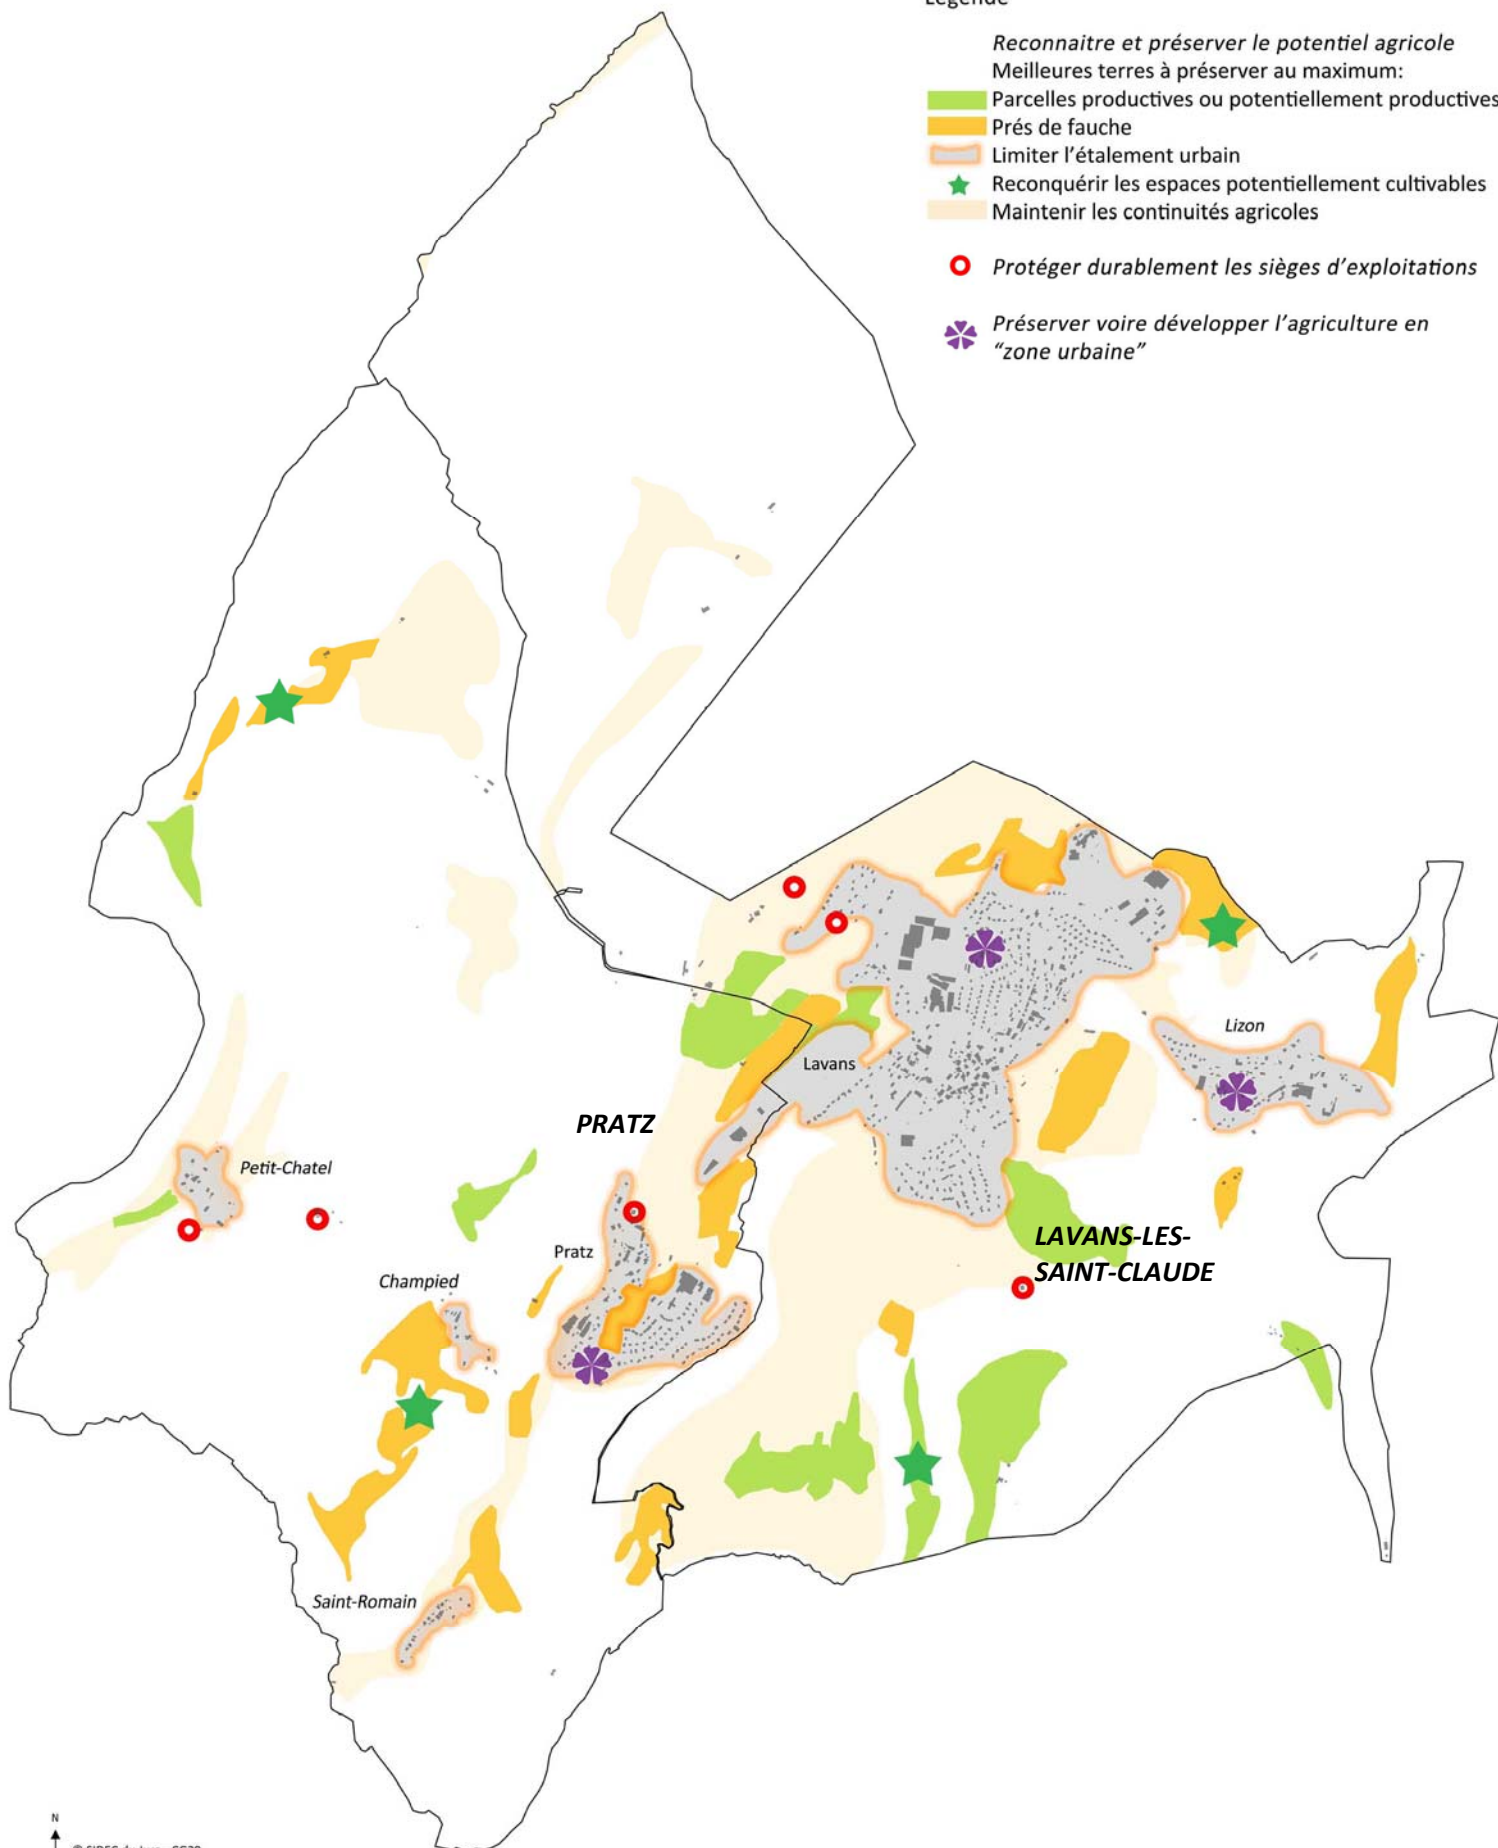 Légende
Reconnaitre et préserver le potentiel agricole
Meilleures terres à préserver au maximum:
Parcelles productives ou potentiellement productives
Prés de fauche
Limiter l'étalement urbain
Reconquérir les espaces potentiellement cultivables
Maintenir les continuités agricoles
Protéger durablement les sièges d'exploitations
Préserver voire développer l'agriculture en
"zone urbaine"
Lizon
Lavans
PRATZ
Petit-Chatel
LAVANS-LES-
SAINT-CLAUDE
Pratz
Champied
Saint-Romain
N